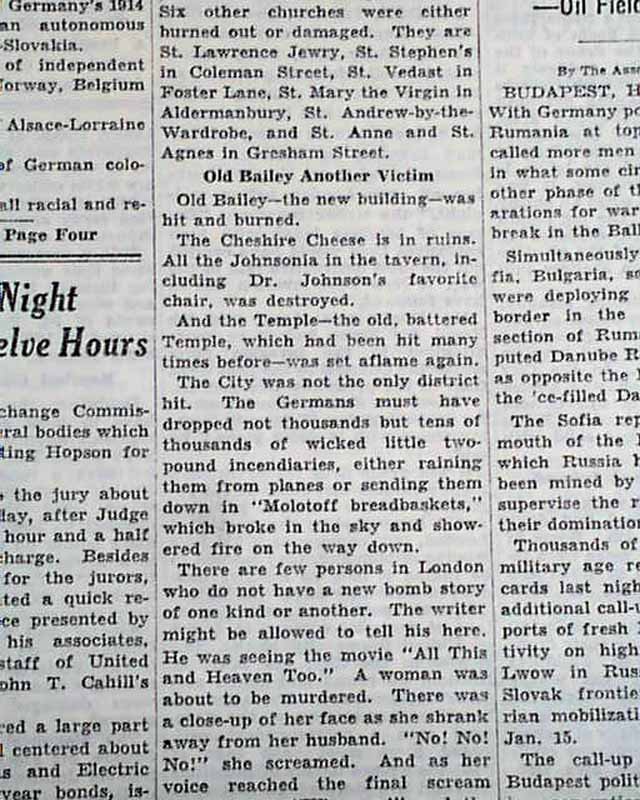 Germany's 1914
an autonomous
-Slovakia.
of independent
Norway, Belgium
Alsace-Lorraine
of German colo-
all racial and re-
Page Four
Night
elve Hours
change Commis-
eral bodies which
ting Hopson for
the jury about
day, after Judge
hour and a half
charge. Besides
for the jurors,
ted a quick re-
ce presented by
his associates,
staff of United
ohn T. Cahill's
red a large part
centered about
s and Electric
year bonds, is-
Six other churches were either
burned out or damaged. They are
St. Lawrence Jewry, St. Stephen's
in Coleman Street, St. Vedast in
Foster Lane, St. Mary the Virgin in
Aldermanbury, St. Andrew-by-the-
Wardrobe, and St. Anne and St.
Agnes in Gresham Street.
Old Bailey Another Victim
Old Bailey—the new building—was
hit and burned.
The Cheshire Cheese is in ruins.
All the Johnsonia in the tavern, in-
cluding Dr. Johnson's favorite
chair, was destroyed.
And the Temple—the old, battered
Temple, which had been hit many
times before—was set aflame again.
The City was not the only district
hit. The Germans must have
dropped not thousands but tens of
thousands of wicked little two-
pound incendiaries, either raining
them from planes or sending them
down in "Molotoff breadbaskets,"
which broke in the sky and show-
ered fire on the way down.
There are few persons in London
who do not have a new bomb story
of one kind or another. The writer
might be allowed to tell his here.
He was seeing the movie "All This
and Heaven Too." A woman was
about to be murdered. There was
a close-up of her face as she shrank
away from her husband. "No! No!
No!" she screamed. And as her
voice reached the final scream
—Oil Field
By The Asso
BUDAPEST, H
With Germany po
Rumania at top
called more men
in what some cir
other phase of th
arations for war
break in the Ball
Simultaneously
fia, Bulgaria, sa
were deploying
border in the
section of Ruma
puted Danube R
as opposite the
the 'ce-filled Da
The Sofia rep
mouth of the
which Russia h
been mined by
supervise the r
their domination
Thousands of
military age re
cards last nigh
additional call-
ports of fresh
tivity on high
Lwow in Rus
Slovak frontie
rian mobilizati
Jan. 15.
The call-up
Budapest polit